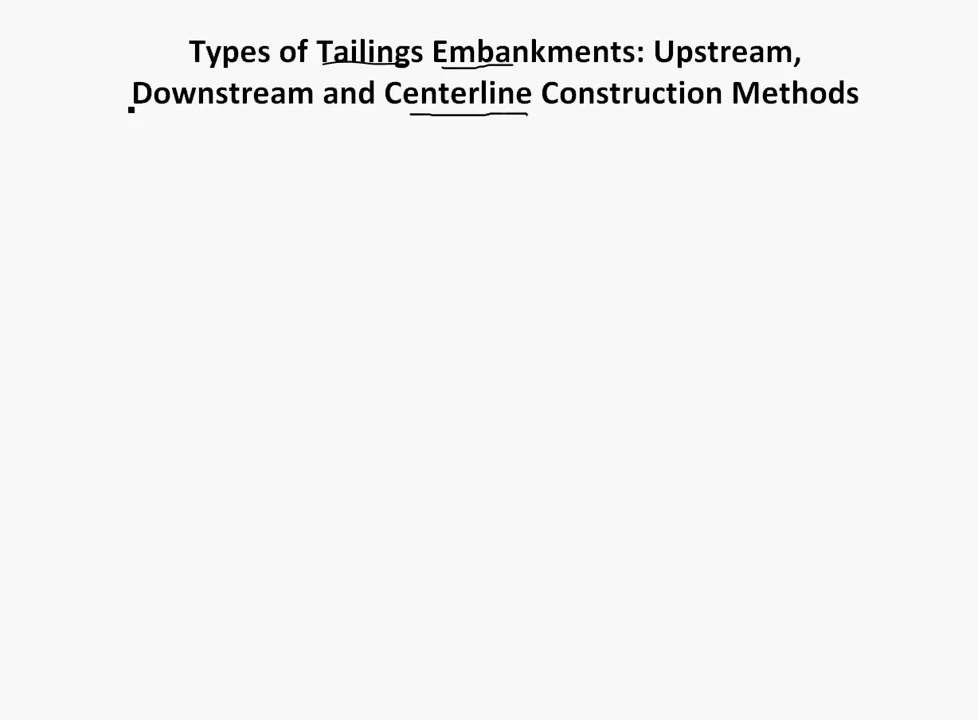 Types of Tailings Embankments: Upstream,
Downstream and Centerline Construction Methods